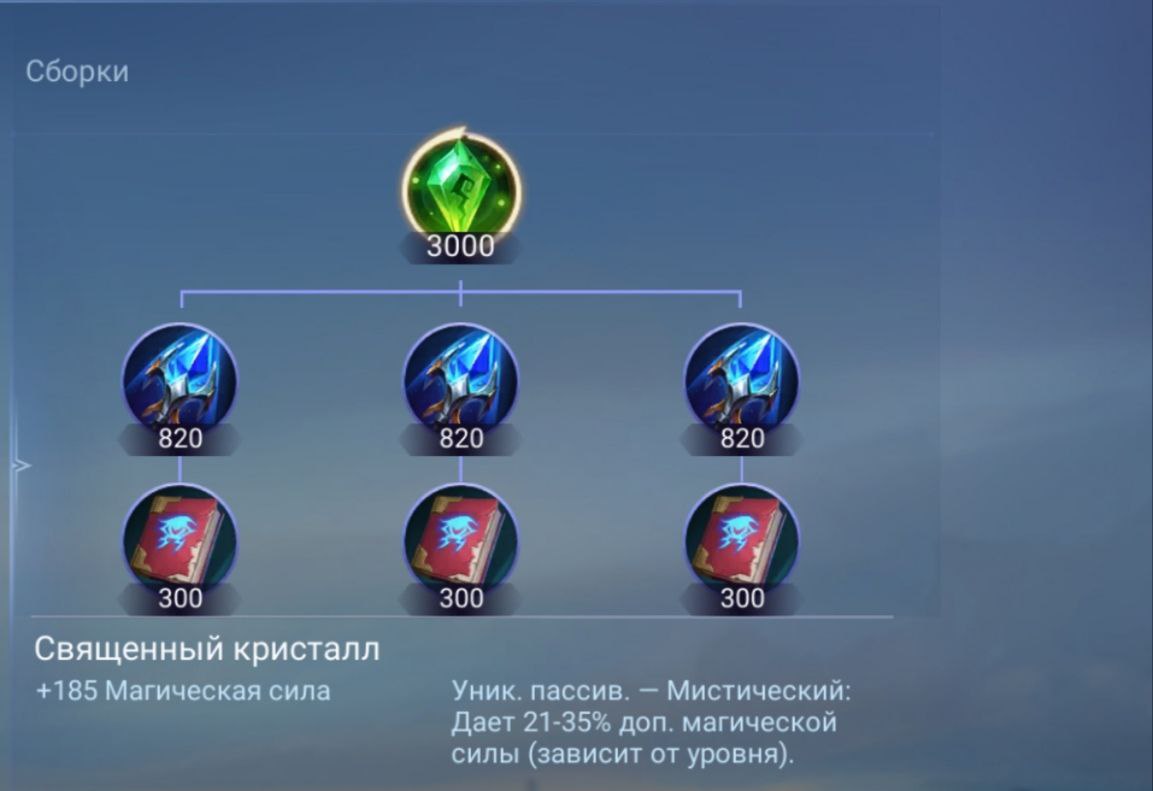 Сборки
3000
820 820 820
300 300 300
Священный кристалл
+185 Магическая сила
Уник. пассив. — Мистический:
Дает 21-35% доп. магической
силы (зависит от уровня).